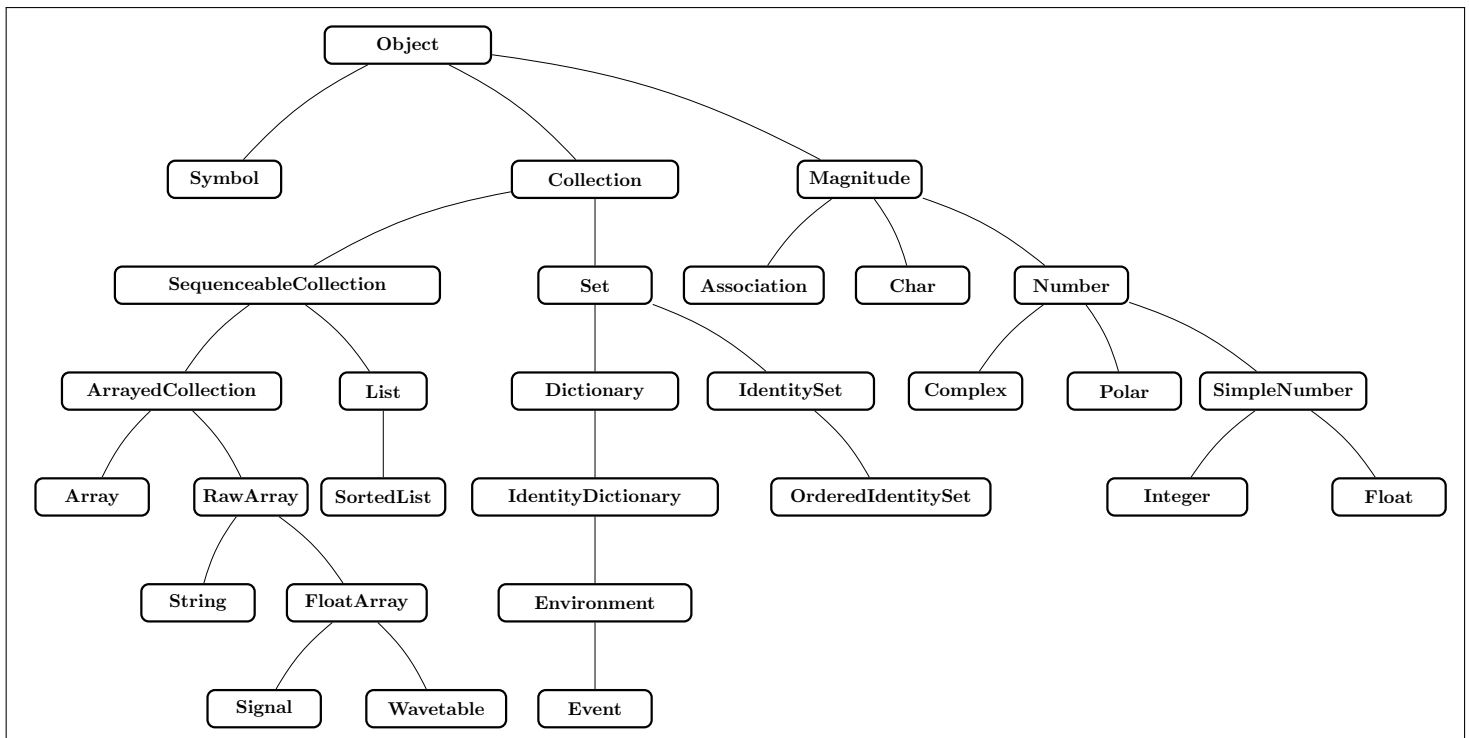 Object
Symbol
Collection
Magnitude
SequenceableCollection
Set
Association
Char
Number
ArrayedCollection
List
Dictionary
IdentitySet
Complex
Polar
SimpleNumber
Array
RawArray
SortedList
IdentityDictionary
OrderedIdentitySet
Integer
Float
String
FloatArray
Environment
Signal
Wavetable
Event